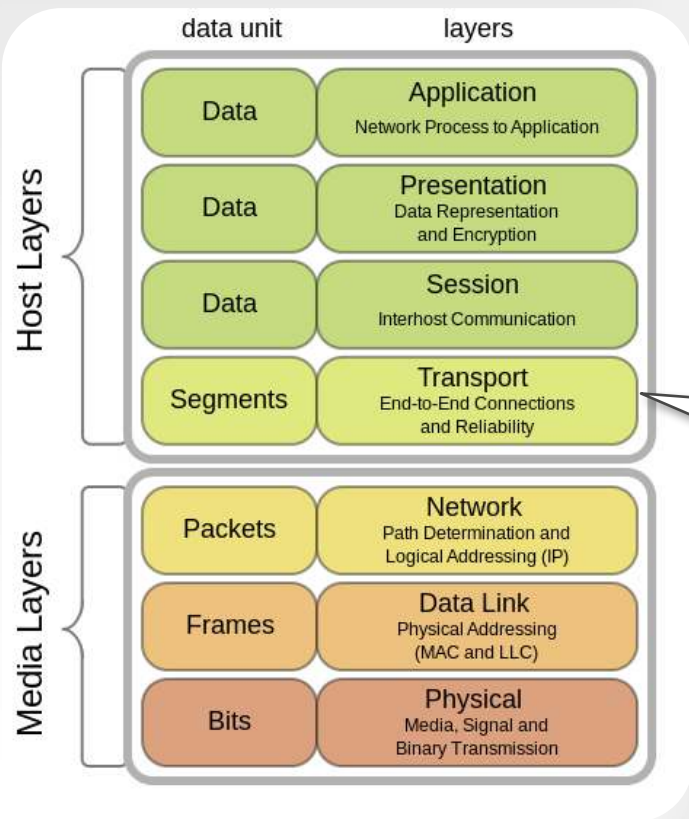 data unit
layers
Host Layers
Data
Application
Network Process to Application
Data
Presentation
Data Representation
and Encryption
Data
Session
Interhost Communication
Segments
Transport
End-to-End Connections
and Reliability
Media Layers
Packets
Network
Path Determination and
Logical Addressing (IP)
Frames
Data Link
Physical Addressing
(MAC and LLC)
Bits
Physical
Media, Signal and
Binary Transmission